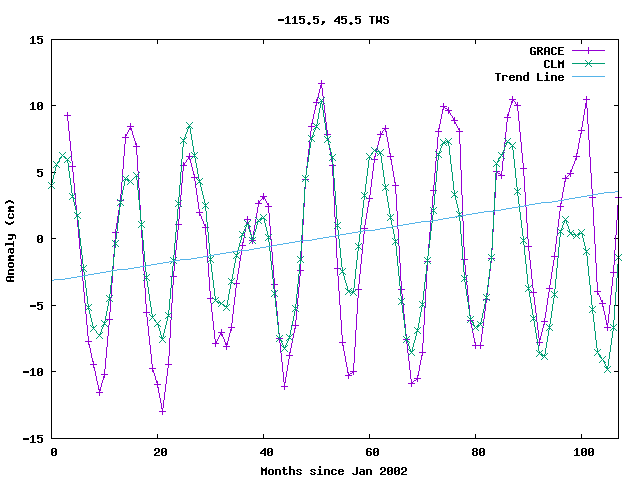 -115.5, 45.5 TWS
GRACE
CLM
Trend Line
15
10
5
0
-5
-10
-15
Anomaly (cm)
0 20 40 60 80 100
Months since Jan 2002